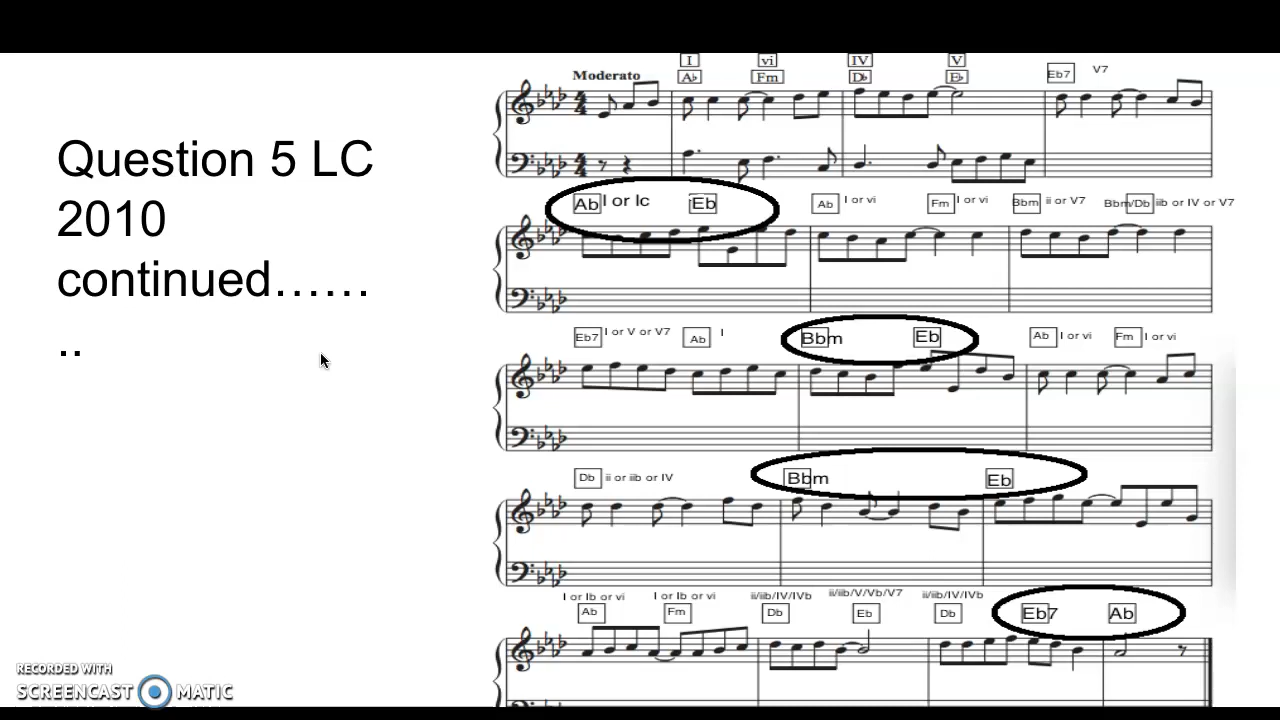 Question 5 LC
2010
continued……
..
I vi IV V
Moderato A♭ Fm D♭ E♭ Eb7 V7
Ab I or Ic Eb Ab I or vi Fm I or vi Bbm ii or V7 Bbm/Db iib or IV or V7
Eb7 I or V or V7 Ab I Bbm Eb Ab I or vi Fm I or vi
Db ii or iib or IV Bbm Eb
I or Ib or vi I or Ib or vi ii/iib/IV/IVb ii/iib/V/Vb/V7 ii/iib/IV/IVb
Ab Fm Db Eb Db Eb7 Ab
RECORDED WITH
SCREENCAST MATIC